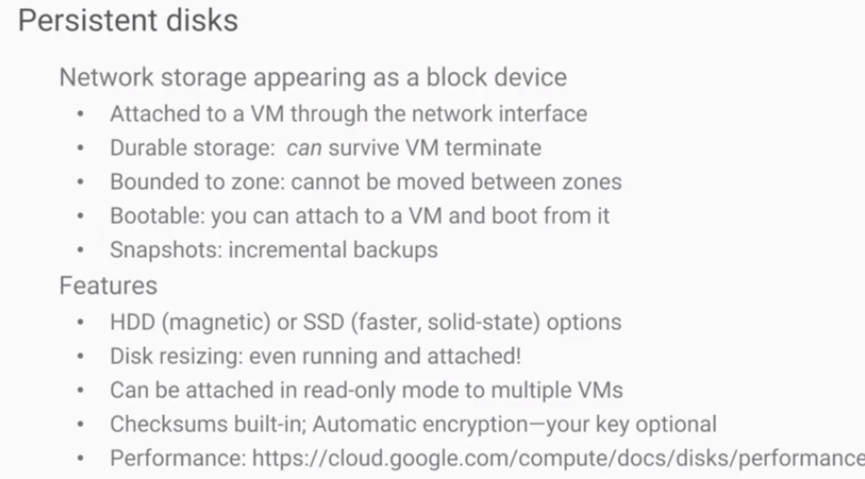 Persistent disks
Network storage appearing as a block device
• Attached to a VM through the network interface
• Durable storage: can survive VM terminate
• Bounded to zone: cannot be moved between zones
• Bootable: you can attach to a VM and boot from it
• Snapshots: incremental backups
Features
• HDD (magnetic) or SSD (faster, solid-state) options
• Disk resizing: even running and attached!
• Can be attached in read-only mode to multiple VMs
• Checksums built-in; Automatic encryption—your key optional
• Performance: https://cloud.google.com/compute/docs/disks/performance